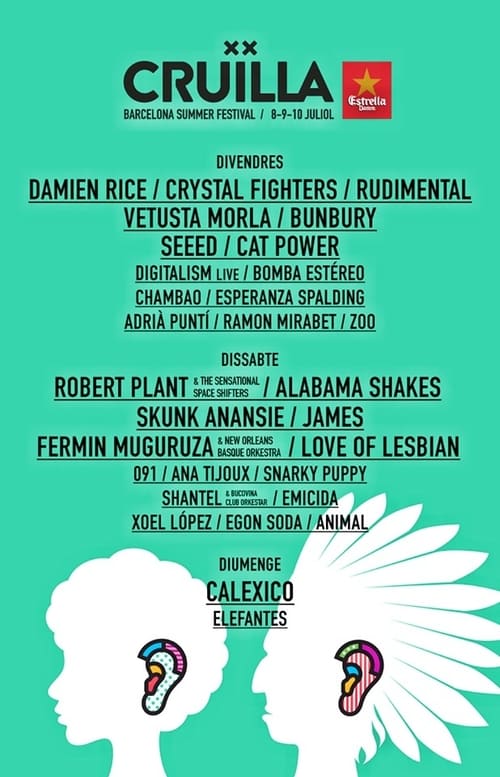 xx
CRUÏLLA
Estrella
Damm
BARCELONA SUMMER FESTIVAL / 8-9-10 JULIOL
DIVENDRES
DAMIEN RICE / CRYSTAL FIGHTERS / RUDIMENTAL
VETUSTA MORLA / BUNBURY
SEEED / CAT POWER
DIGITALISM LIVE / BOMBA ESTÉREO
CHAMBAO / ESPERANZA SPALDING
ADRIÀ PUNTÍ / RAMON MIRABET / ZOO
DISSABTE
ROBERT PLANT & THE SENSATIONAL SPACE SHIFTERS / ALABAMA SHAKES
SKUNK ANANSIE / JAMES
FERMIN MUGURUZA & NEW ORLEANS BASQUE ORKESTRA / LOVE OF LESBIAN
091 / ANA TIJOUX / SNARKY PUPPY
SHANTEL & BUCOVINA CLUB ORKESTAR / EMICIDA
XOEL LÓPEZ / EGON SODA / ANIMAL
DIUMENGE
CALEXICO
ELEFANTES